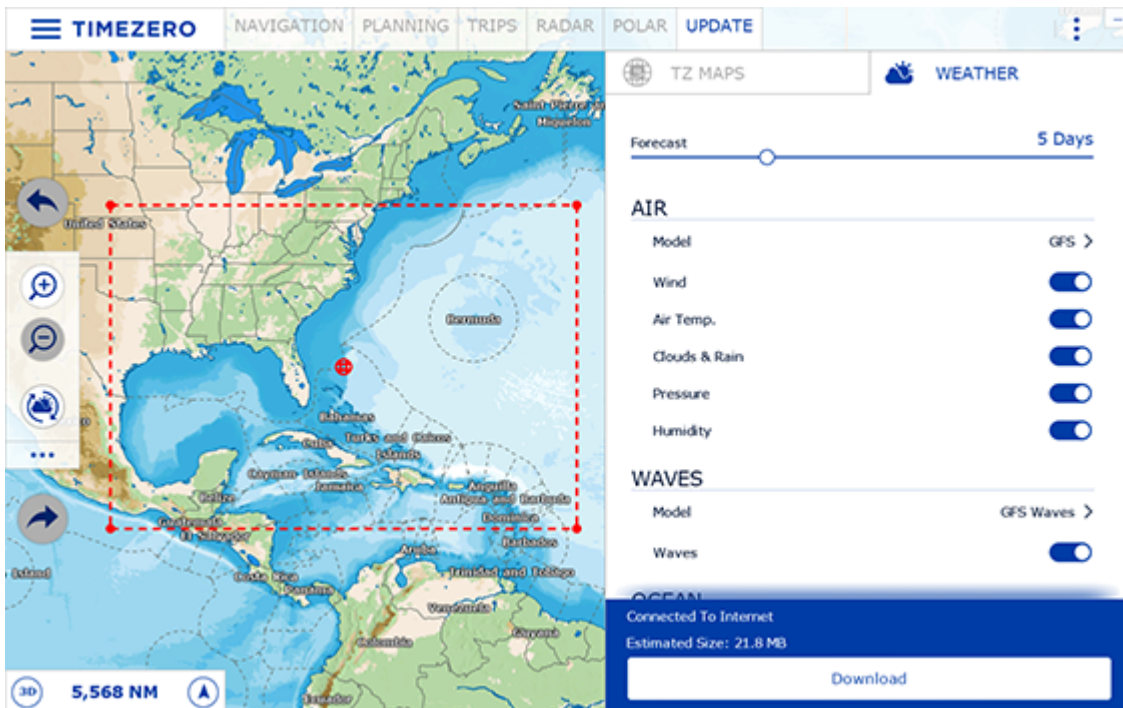 TIMEZERO NAVIGATION PLANNING TRIPS RADAR POLAR UPDATE
TZ MAPS WEATHER
Forecast 5 Days
AIR
Model GFS >
Wind
Air Temp.
Clouds & Rain
Pressure
Humidity
WAVES
Model GFS Waves >
Waves
OCEAN
Connected To Internet
Estimated Size: 21.8 MB
Download
Saint Pierre
Miquelon
United States
Bermuda
Bahamas
Cuba
Turks and Caicos
Islands
Cayman Islands
Jamaica
Anguilla
Antigua and Barbuda
Belize
Dominica
Guatemala
El Salvador
Barbados
Aruba
Island
Costa Rica
Trinidad and Tobago
Panama
Venezuela
Guyana
Colombia
Ecuador
3D 5,568 NM